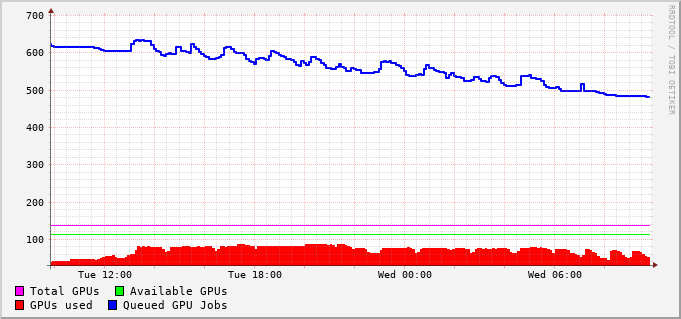 700
600
500
400
300
200
100
Tue 12:00 Tue 18:00 Wed 00:00 Wed 06:00
Total GPUs Available GPUs
GPUs used Queued GPU Jobs
RRDTOOL / TOBI OETIKER